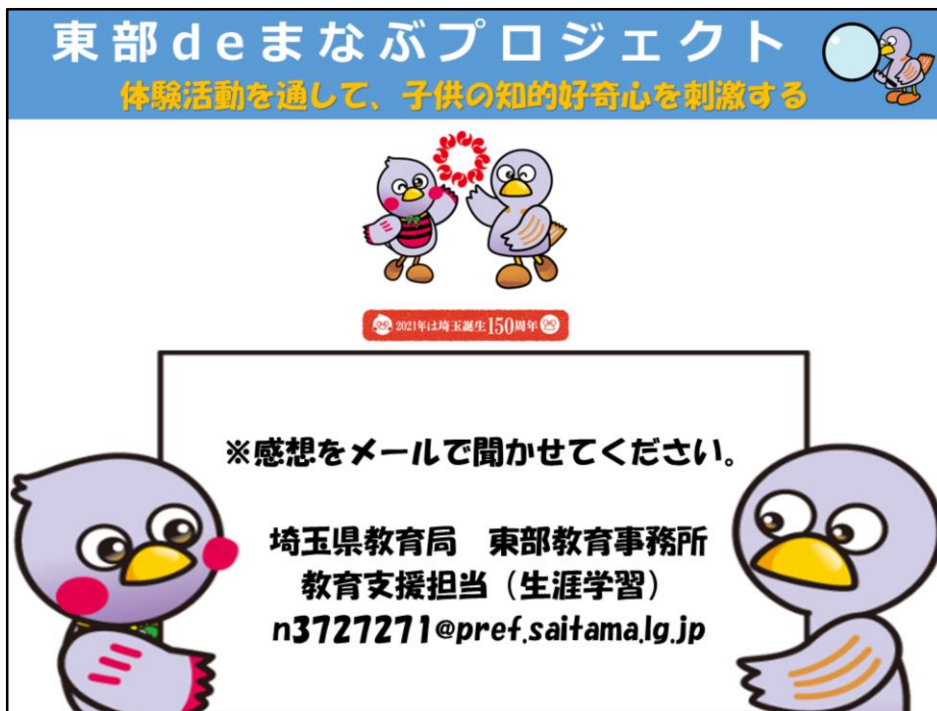 東部deまなぶプロジェクト
体験活動を通して、子供の知的好奇心を刺激する
2021年は埼玉誕生150周年
※感想をメールで聞かせてください。
埼玉県教育局　東部教育事務所
教育支援担当（生涯学習）
n3727271@pref.saitama.lg.jp